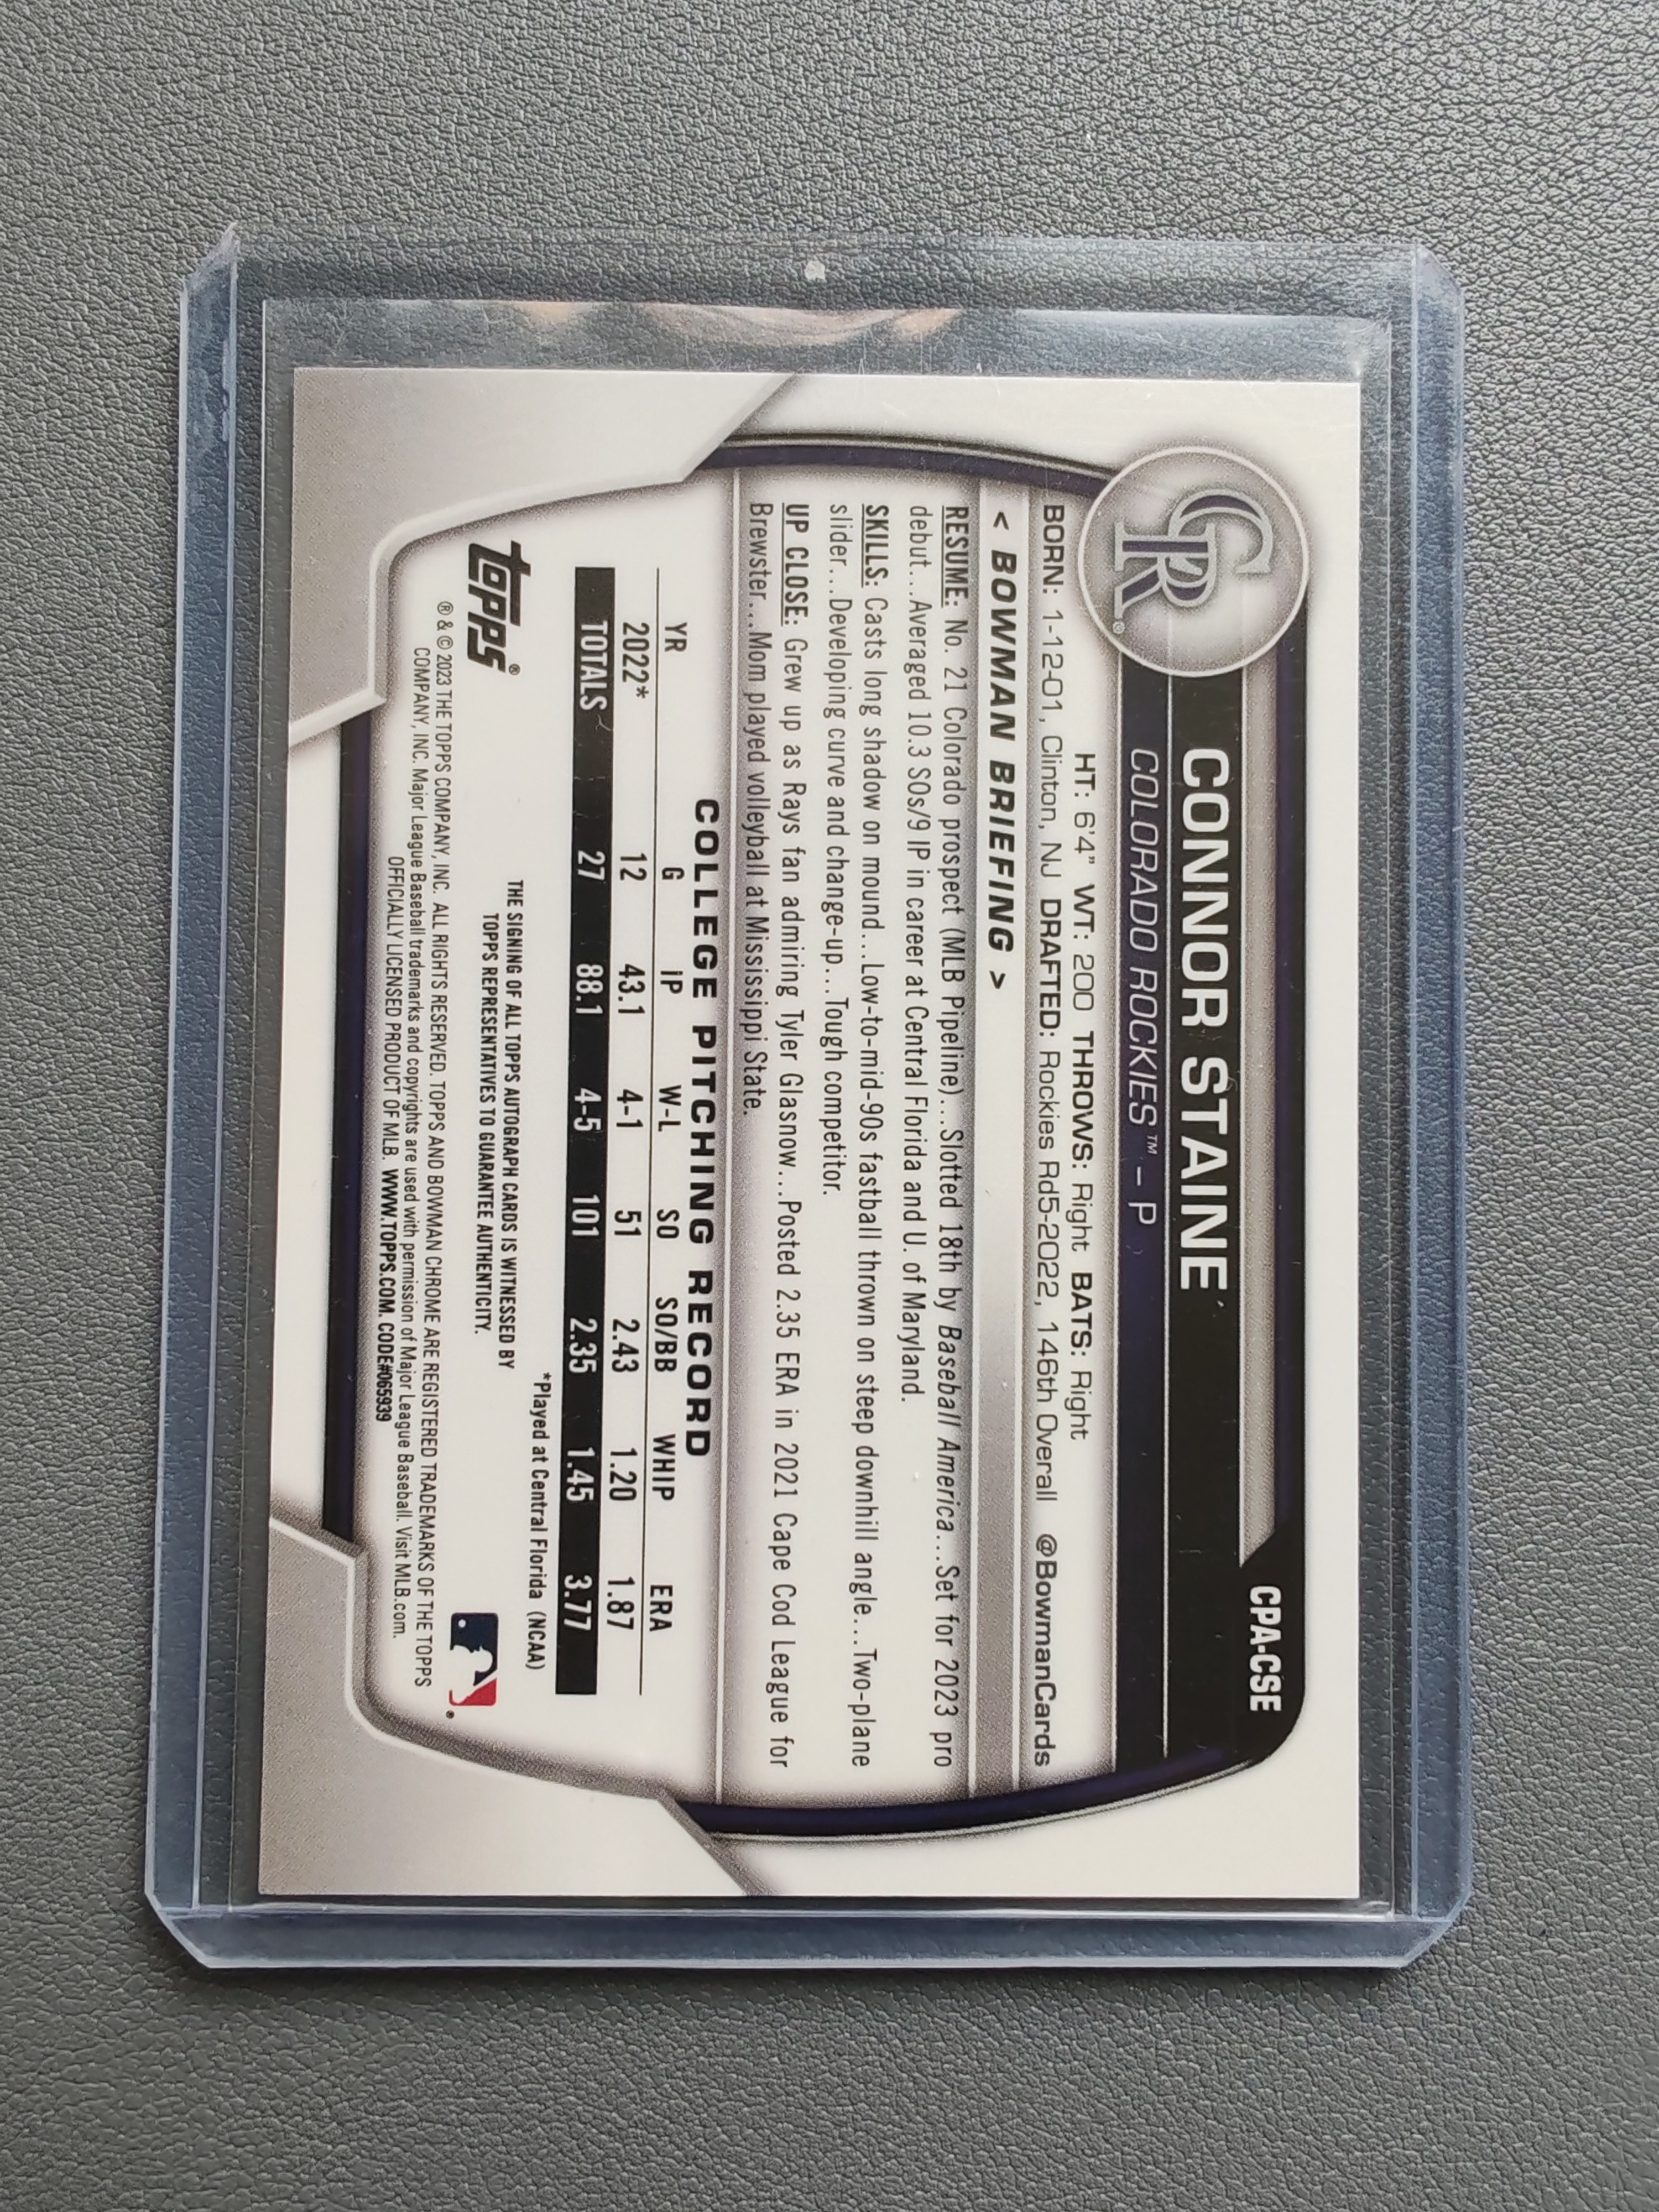 CPA-CSE
CONNOR STAINE
COLORADO ROCKIES™ – P
CR®
HT: 6'4" WT: 200 THROWS: Right BATS: Right
BORN: 1-12-01, Clinton, NJ DRAFTED: Rockies Rd5-2022, 146th Overall @BowmanCards
< BOWMAN BRIEFING >
RESUME: No. 21 Colorado prospect (MLB Pipeline)...Slotted 18th by Baseball America...Set for 2023 pro
debut...Averaged 10.3 SOs/9 IP in career at Central Florida and U. of Maryland.
SKILLS: Casts long shadow on mound...Low-to-mid-90s fastball thrown on steep downhill angle...Two-plane
slider...Developing curve and change-up...Tough competitor.
UP CLOSE: Grew up as Rays fan admiring Tyler Glasnow...Posted 2.35 ERA in 2021 Cape Cod League for
Brewster...Mom played volleyball at Mississippi State.
COLLEGE PITCHING RECORD
YR G IP W-L SO SO/BB WHIP ERA
2022* 12 43.1 4-1 51 2.43 1.20 1.87
TOTALS 27 88.1 4-5 101 2.35 1.45 3.77
*Played at Central Florida (NCAA)
THE SIGNING OF ALL TOPPS AUTOGRAPH CARDS IS WITNESSED BY
TOPPS REPRESENTATIVES TO GUARANTEE AUTHENTICITY.
topps®
® & © 2023 THE TOPPS COMPANY, INC. ALL RIGHTS RESERVED. TOPPS AND BOWMAN CHROME ARE REGISTERED TRADEMARKS OF THE TOPPS
COMPANY, INC. Major League Baseball trademarks and copyrights are used with permission of Major League Baseball. Visit MLB.com.
OFFICIALLY LICENSED PRODUCT OF MLB. WWW.TOPPS.COM. CODE#065939